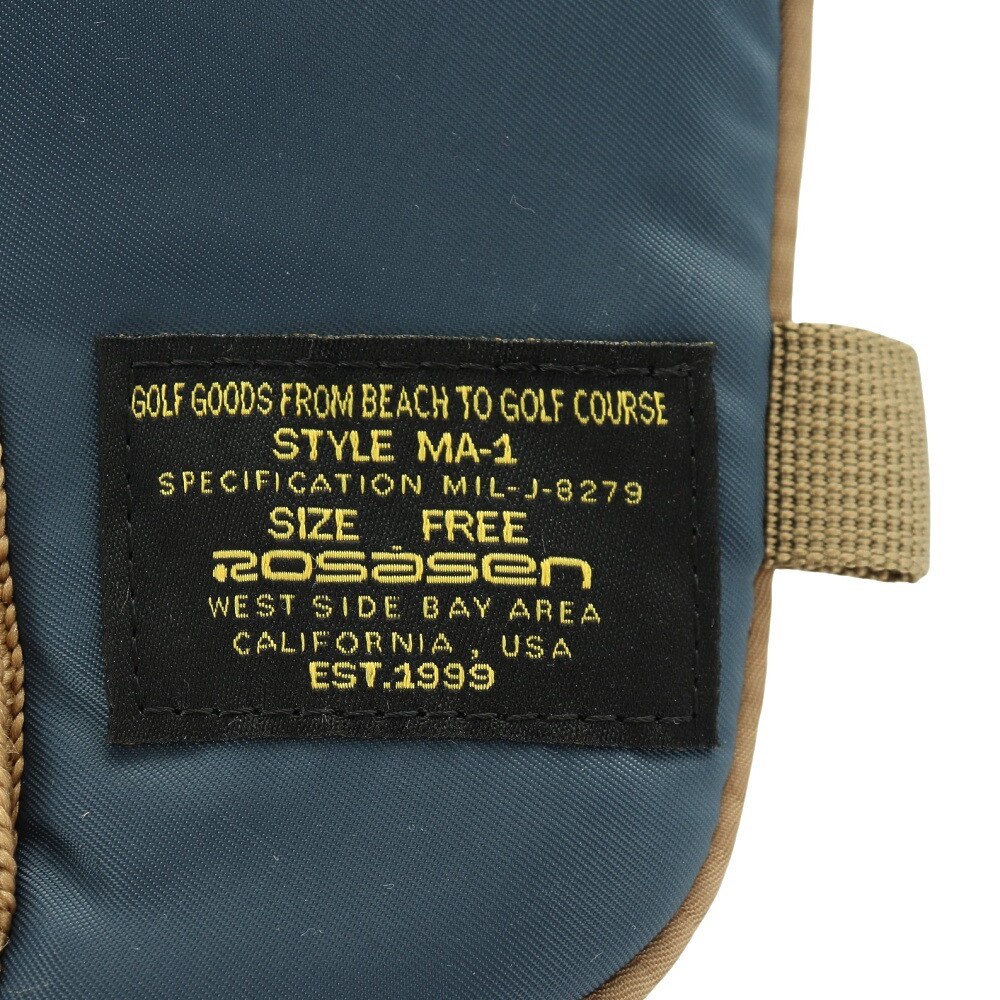 GOLF GOODS FROM BEACH TO GOLF COURSE
STYLE MA-1
SPECIFICATION MIL-J-8279
SIZE FREE
ROSASEN
WEST SIDE BAY AREA
CALIFORNIA , USA
EST.1999